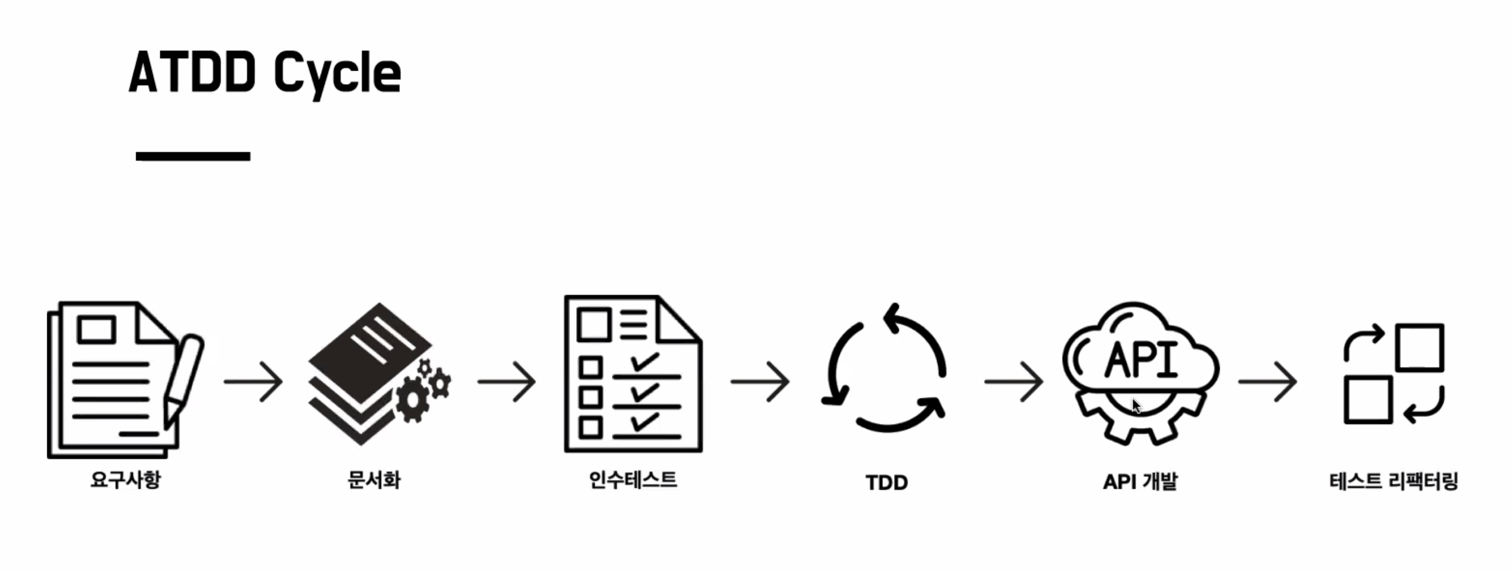 ATDD Cycle
API
요구사항
문서화
인수테스트
TDD
API 개발
테스트 리팩터링